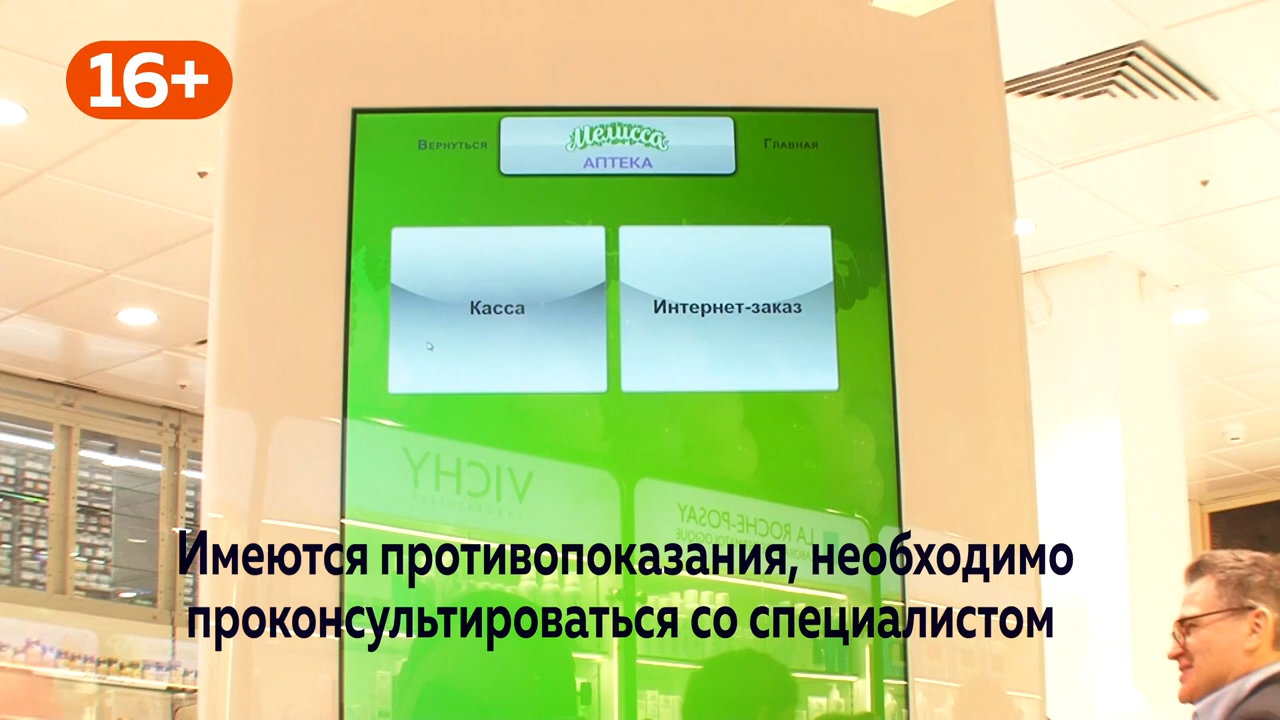 16+
Вернуться
Мелисса
Главная
АПТЕКА
Касса
Интернет-заказ
VICHY
LA ROCHE-POSAY
Имеются противопоказания, необходимо
проконсультироваться со специалистом